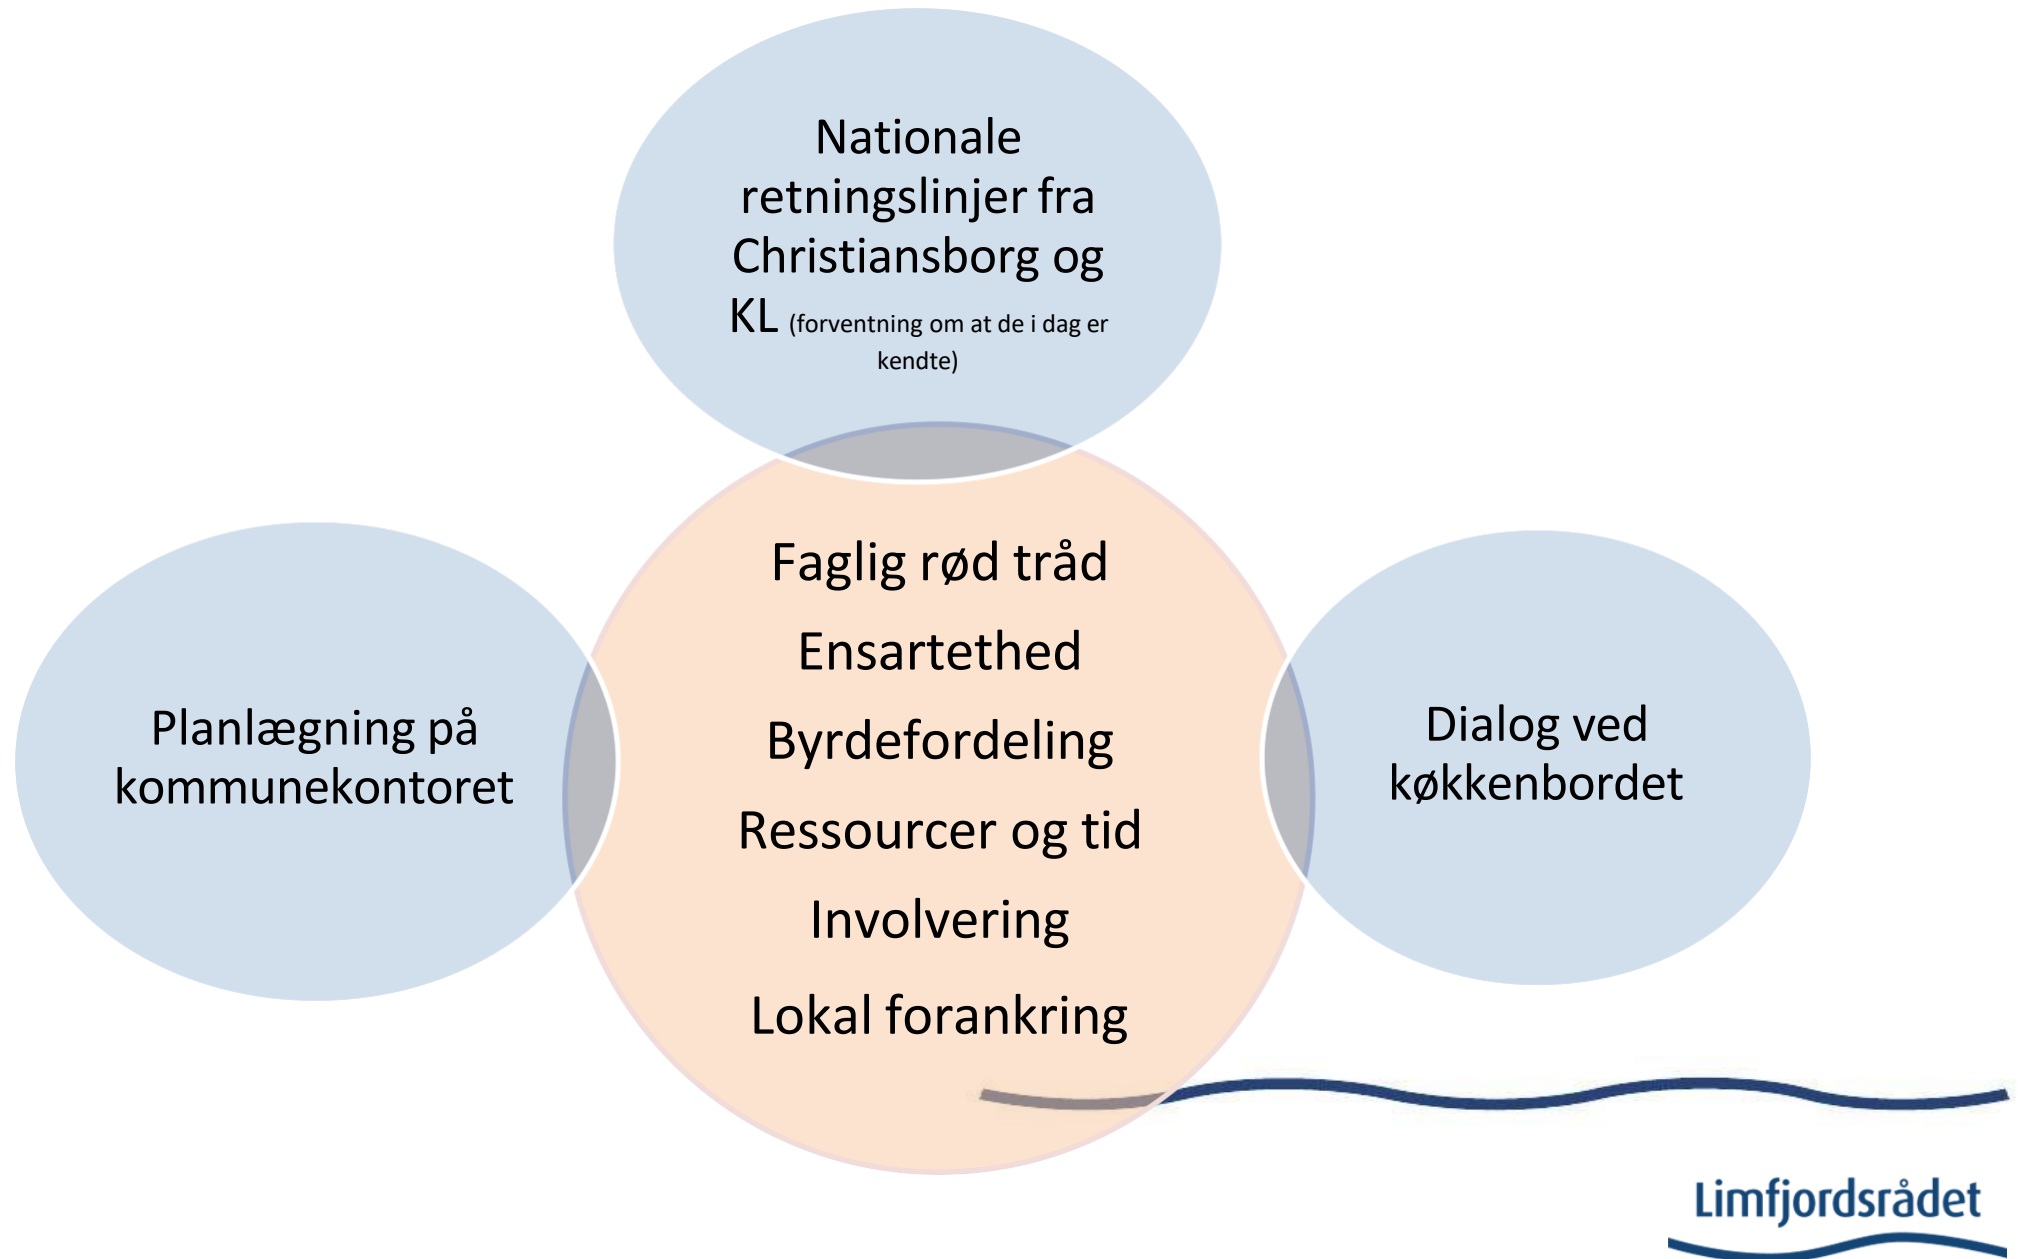 Nationale
retningslinjer fra
Christiansborg og
KL (forventning om at de i dag er
kendte)
Faglig rød tråd
Ensartethed
Byrdefordeling
Ressourcer og tid
Involvering
Lokal forankring
Planlægning på
kommunekontoret
Dialog ved
køkkenbordet
Limfjordsrådet